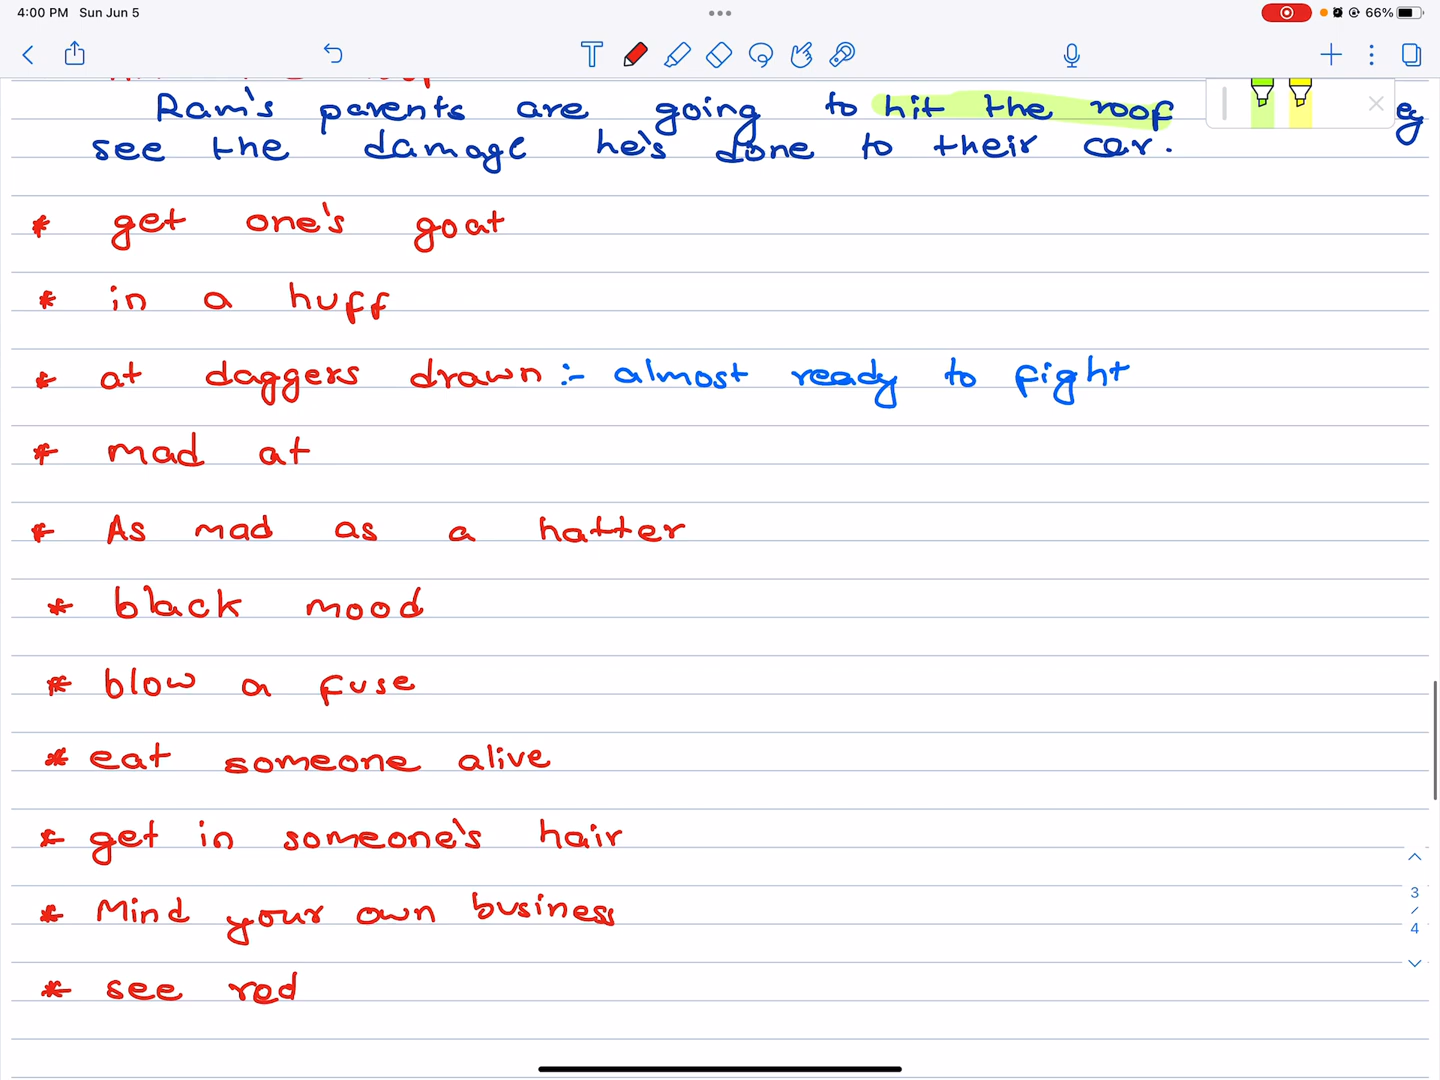 4:00 PM Sun Jun 5
66%
Ram's parents are going to hit the roof
see the damage he's done to their car.
* get one's goat
* in a huff
* at daggers drawn :- almost ready to fight
* mad at
* As mad as a hatter
* black mood
* blow a fuse
* eat someone alive
* get in someone's hair
* Mind your own business
* see red
3
/
4